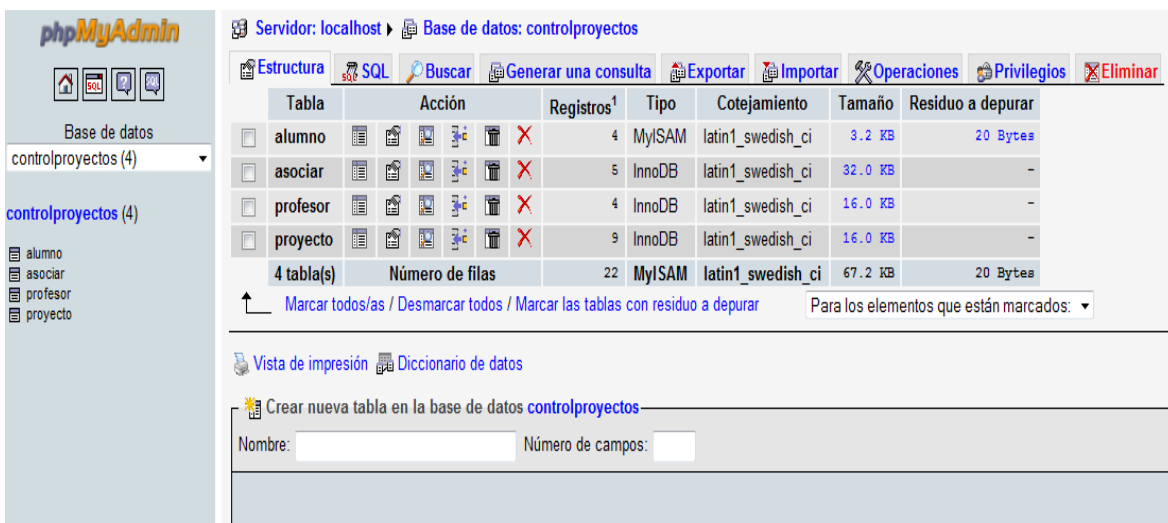 phpMyAdmin
SQL
SQL
Base de datos
controlproyectos (4)
controlproyectos (4)
alumno
asociar
profesor
proyecto
Servidor: localhost Base de datos: controlproyectos
Estructura SQL Buscar Generar una consulta Exportar Importar Operaciones Privilegios Eliminar
Tabla Acción Registros1 Tipo Cotejamiento Tamaño Residuo a depurar
alumno 4 MyISAM latin1_swedish_ci 3.2 KB 20 Bytes
asociar 5 InnoDB latin1_swedish_ci 32.0 KB -
profesor 4 InnoDB latin1_swedish_ci 16.0 KB -
proyecto 9 InnoDB latin1_swedish_ci 16.0 KB -
4 tabla(s) Número de filas 22 MyISAM latin1_swedish_ci 67.2 KB 20 Bytes
Marcar todos/as / Desmarcar todos / Marcar las tablas con residuo a depurar Para los elementos que están marcados:
Vista de impresión Diccionario de datos
Crear nueva tabla en la base de datos controlproyectos
Nombre: Número de campos: